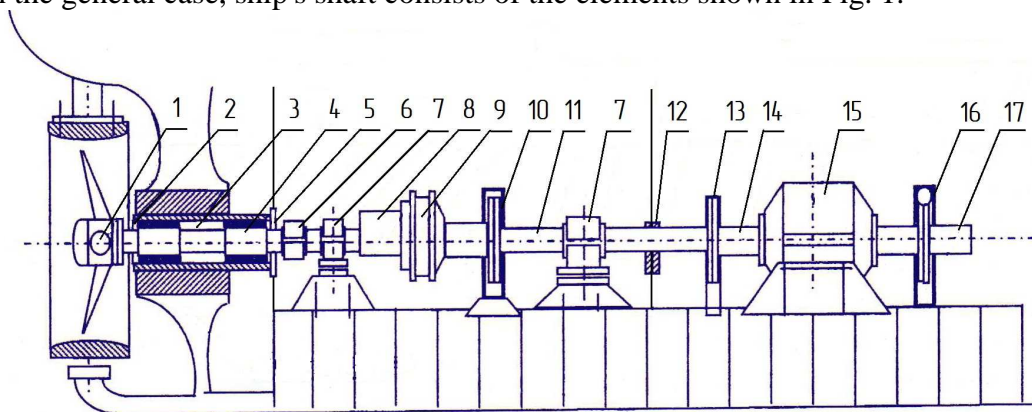 the general case, ship's shaft consists of the elements shown in Fig. 1.
1 2 3 4 5 6 7 8 9 10 11 7 12 13 14 15 16 17